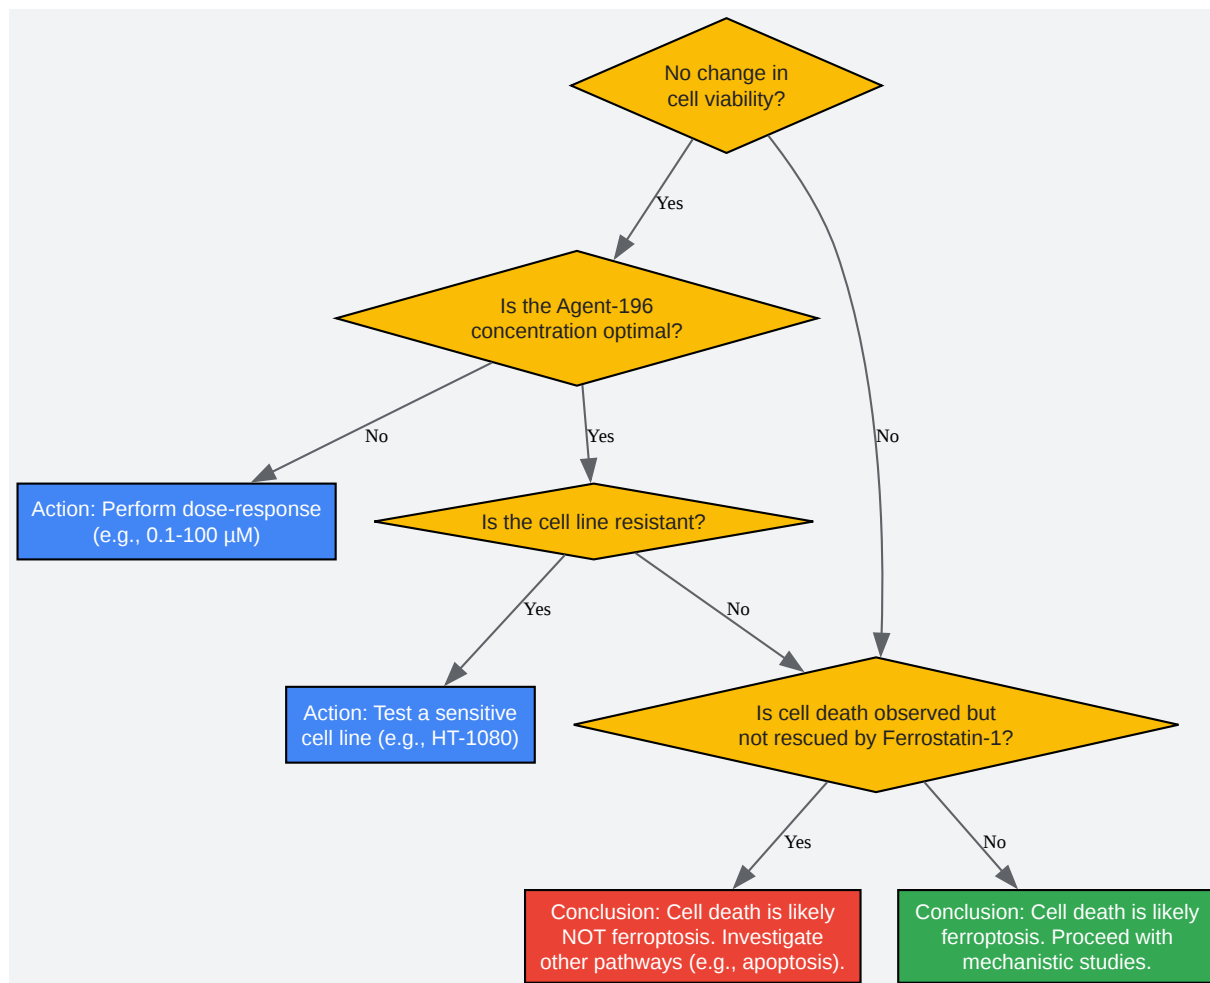 No change in
cell viability?
Yes
Is the Agent-196
concentration optimal?
No
Yes
No
Action: Perform dose-response
(e.g., 0.1-100 µM)
Is the cell line resistant?
Yes
No
Action: Test a sensitive
cell line (e.g., HT-1080)
Is cell death observed but
not rescued by Ferrostatin-1?
Yes
No
Conclusion: Cell death is likely
NOT ferroptosis. Investigate
other pathways (e.g., apoptosis).
Conclusion: Cell death is likely
ferroptosis. Proceed with
mechanistic studies.